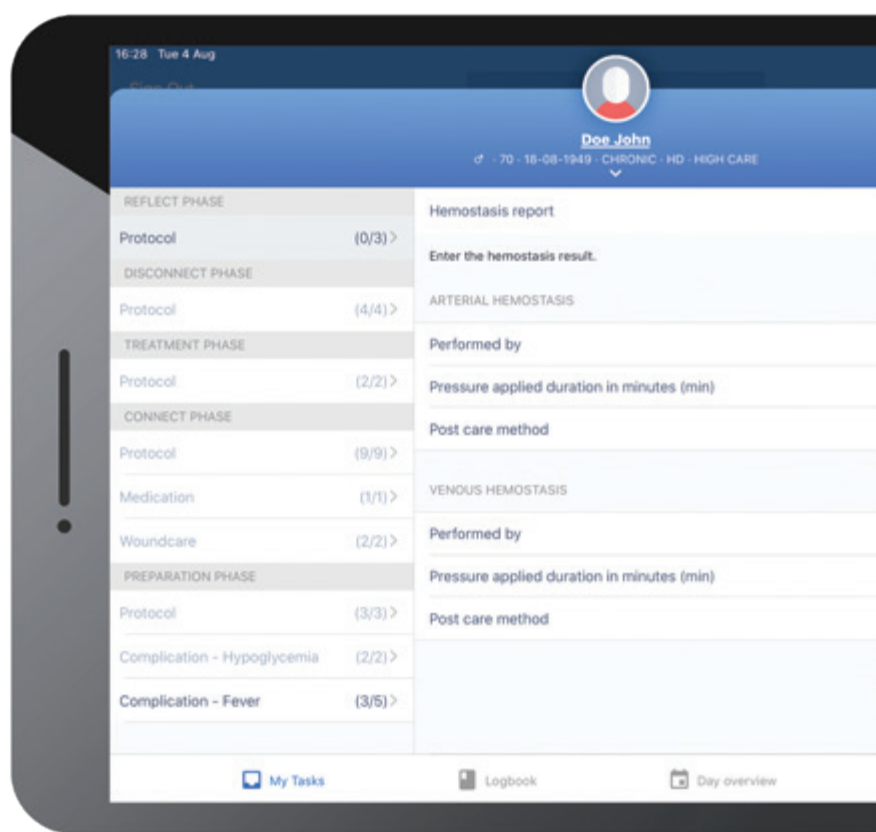 16:28 Tue 4 Aug
Sign Out
Doe John
♂ · 70 · 18-08-1949 · CHRONIC · HD · HIGH CARE
REFLECT PHASE
Protocol (0/3) >
DISCONNECT PHASE
Protocol (4/4) >
TREATMENT PHASE
Protocol (2/2) >
CONNECT PHASE
Protocol (9/9) >
Medication (1/1) >
Woundcare (2/2) >
PREPARATION PHASE
Protocol (3/3) >
Complication - Hypoglycemia (2/2) >
Complication - Fever (3/5) >
Hemostasis report
Enter the hemostasis result.
ARTERIAL HEMOSTASIS
Performed by
Pressure applied duration in minutes (min)
Post care method
VENOUS HEMOSTASIS
Performed by
Pressure applied duration in minutes (min)
Post care method
My Tasks
Logbook
Day overview